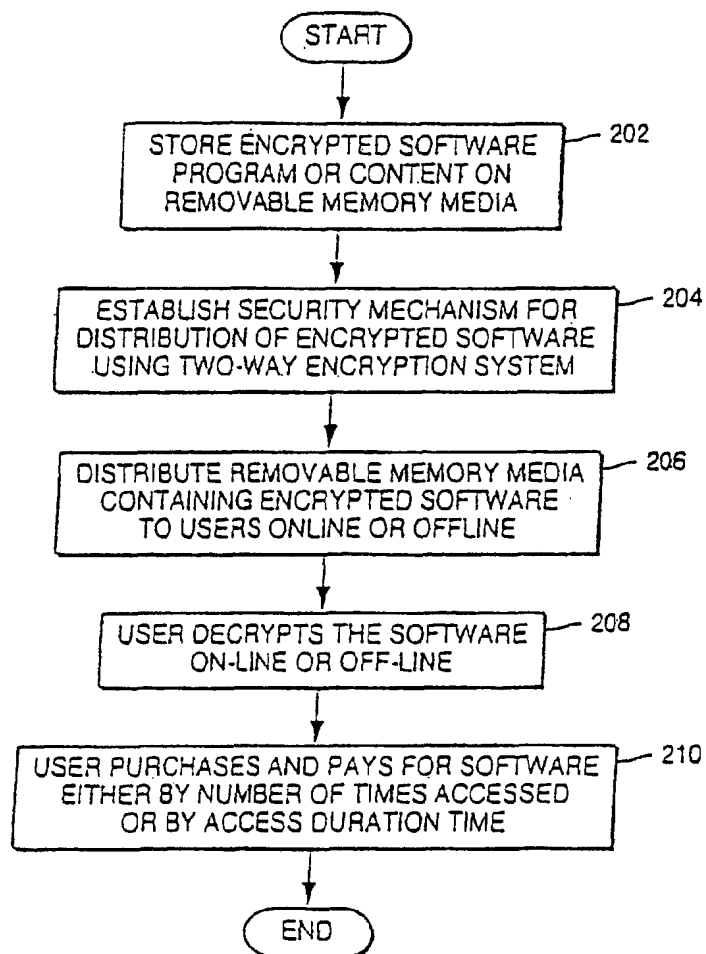 START
STORE ENCRYPTED SOFTWARE
PROGRAM OR CONTENT ON
REMOVABLE MEMORY MEDIA
202
ESTABLISH SECURITY MECHANISM FOR
DISTRIBUTION OF ENCRYPTED SOFTWARE
USING TWO-WAY ENCRYPTION SYSTEM
204
DISTRIBUTE REMOVABLE MEMORY MEDIA
CONTAINING ENCRYPTED SOFTWARE
TO USERS ONLINE OR OFFLINE
206
USER DECRYPTS THE SOFTWARE
ON-LINE OR OFF-LINE
208
USER PURCHASES AND PAYS FOR SOFTWARE
EITHER BY NUMBER OF TIMES ACCESSED
OR BY ACCESS DURATION TIME
210
END